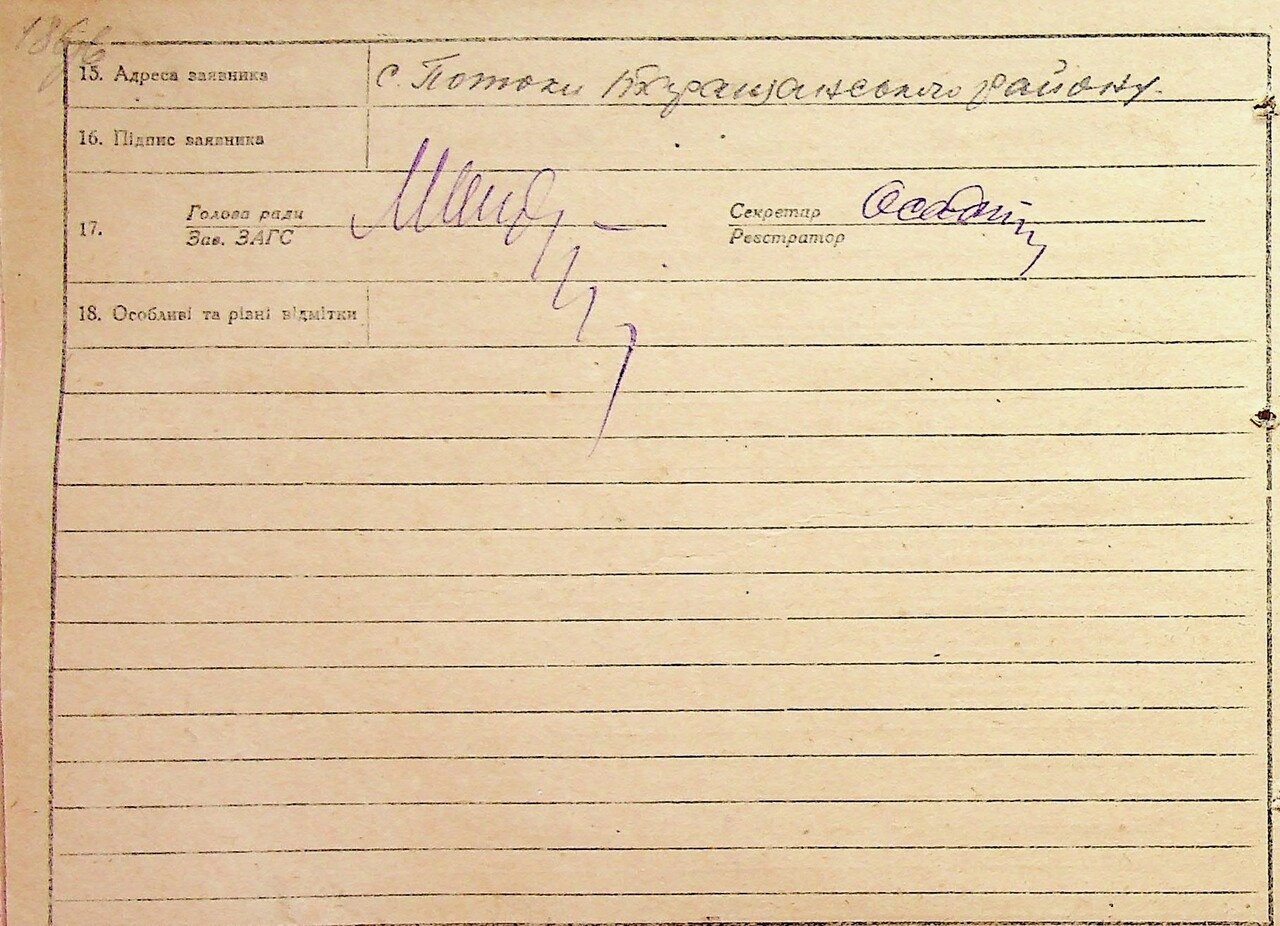 15. Адреса заявника с. Потоки району
16. Підпис заявника
17. Голова ради
Зав. ЗАГС
Секретар
Реєстратор
18. Особливі та різні відмітки